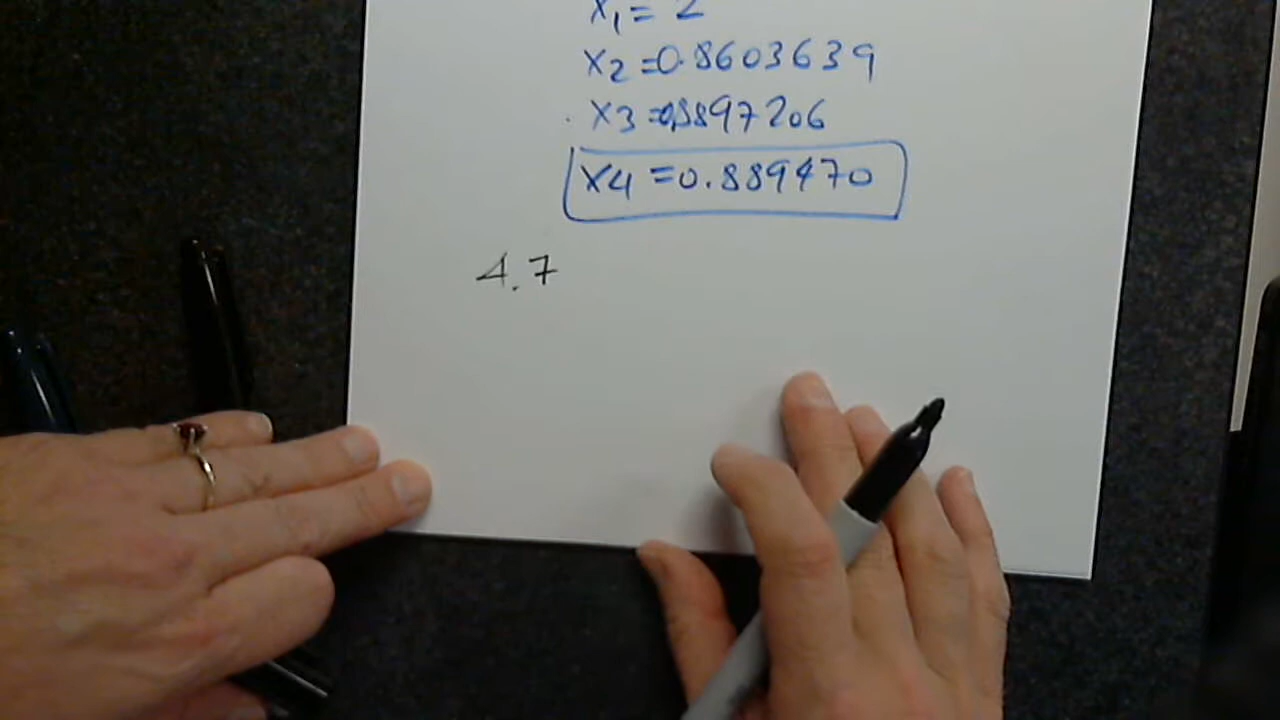 x₁ = 2
x₂ = 0.8603639
x₃ = 0.8897206
x₄ = 0.889470
4.7